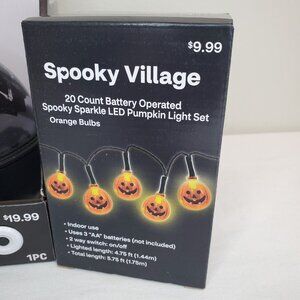 $9.99
Spooky Village
20 Count Battery Operated
Spooky Sparkle LED Pumpkin Light Set
Orange Bulbs
• Indoor use
• Uses 3 "AA" batteries (not included)
• 2 way switch: on/off
• Lighted length: 4.75 ft (1.44m)
• Total length: 5.75 ft (1.75m)
$19.99
1PC